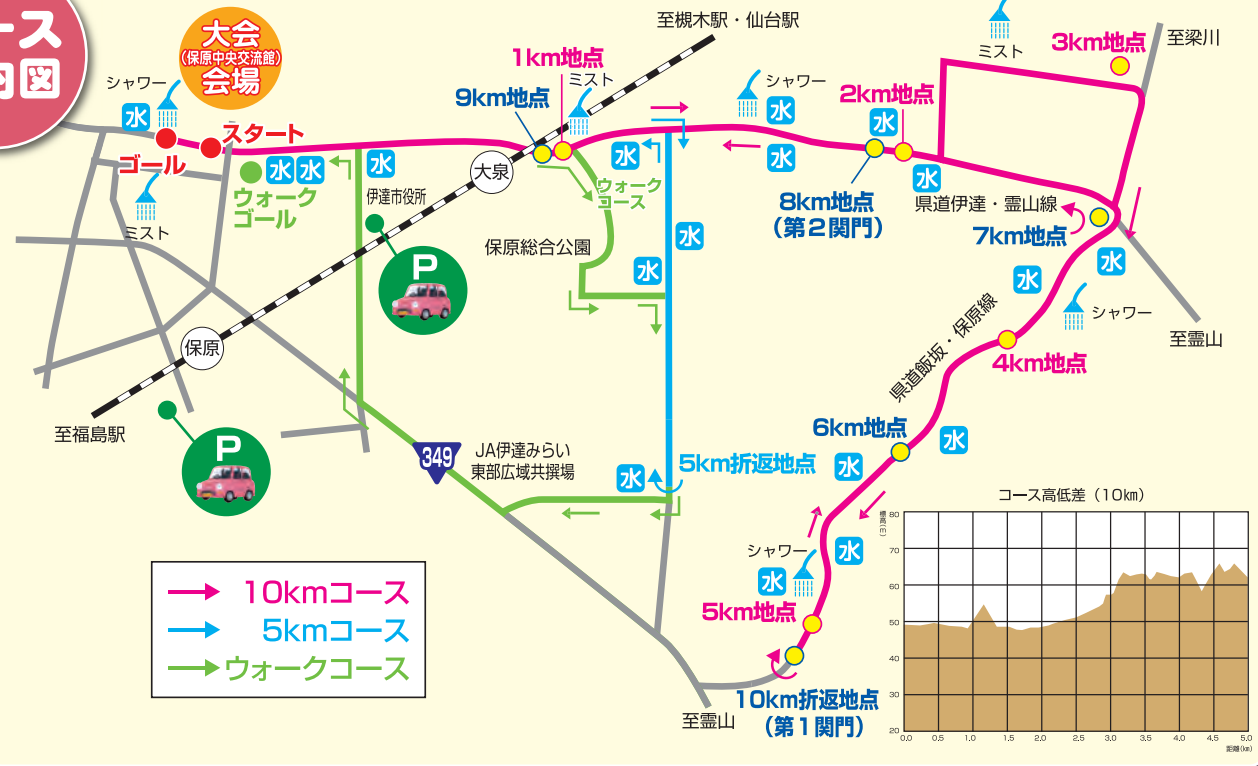 ース
内図
大会
(保原中央交流館)
会場
シャワー
水
スタート
ゴール
ミスト
水
水
ウォーク
ゴール
水
伊達市役所
P
大泉
保原
至福島駅
P
9km地点
1km地点
ミスト
至槻木駅・仙台駅
水
ウォーク
コース
保原総合公園
水
水
シャワー
水
水
2km地点
水
8km地点
(第2関門)
水
ミスト
3km地点
至梁川
県道伊達・霊山線
7km地点
水
水
シャワー
至霊山
県道飯坂・保原線
4km地点
6km地点
水
水
349
JA伊達みらい
東部広域共撰場
水
5km折返地点
シャワー
水
水
5km地点
10km折返地点
(第1関門)
至霊山
10kmコース
5kmコース
ウォークコース
コース高低差(10km)
標高(m)
80
70
60
50
40
30
20
0.0 0.5 1.0 1.5 2.0 2.5 3.0 3.5 4.0 4.5 5.0
距離(km)